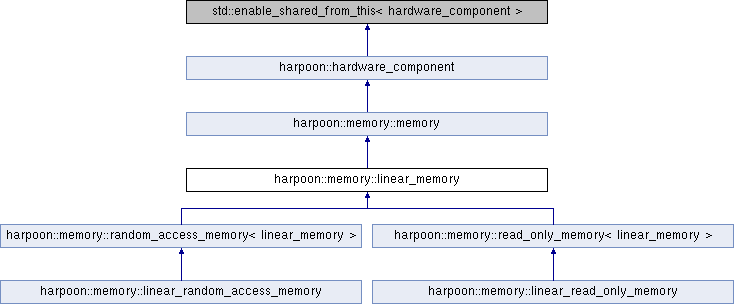 std::enable_shared_from_this< hardware_component >
harpoon::hardware_component
harpoon::memory::memory
harpoon::memory::linear_memory
harpoon::memory::random_access_memory< linear_memory >
harpoon::memory::read_only_memory< linear_memory >
harpoon::memory::linear_random_access_memory
harpoon::memory::linear_read_only_memory